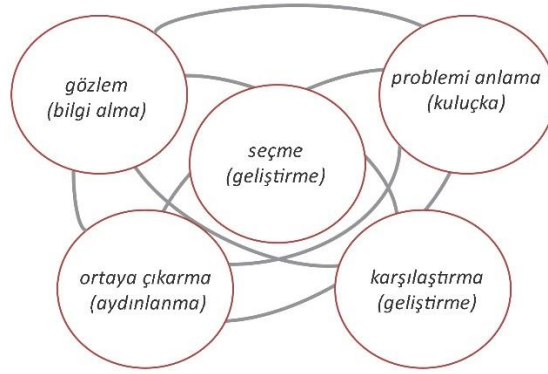 gözlem
(bilgi alma)
problemi anlama
(kuluçka)
seçme
(geliştirme)
ortaya çıkarma
(aydınlanma)
karşılaştırma
(geliştirme)